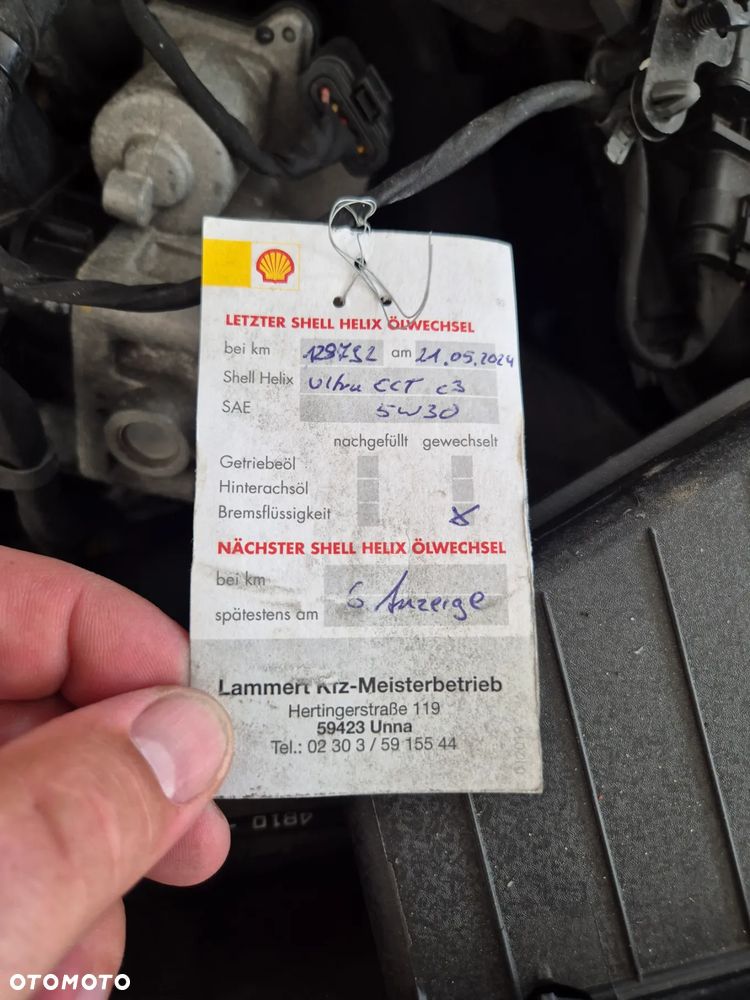 LETZTER SHELL HELIX ÖLWECHSEL
bei km 129792 am 21.05.2024
Shell Helix Ultra CCT C3
SAE 5W30
nachgefüllt gewechselt
Getriebeöl
Hinterachsöl
Bremsflüssigkeit X
NÄCHSTER SHELL HELIX ÖLWECHSEL
bei km
spätestens am Anzeige
Lammert Kfz-Meisterbetrieb
Hertingerstraße 119
59423 Unna
Tel.: 02 30 3 / 59 155 44
OTOMOTO